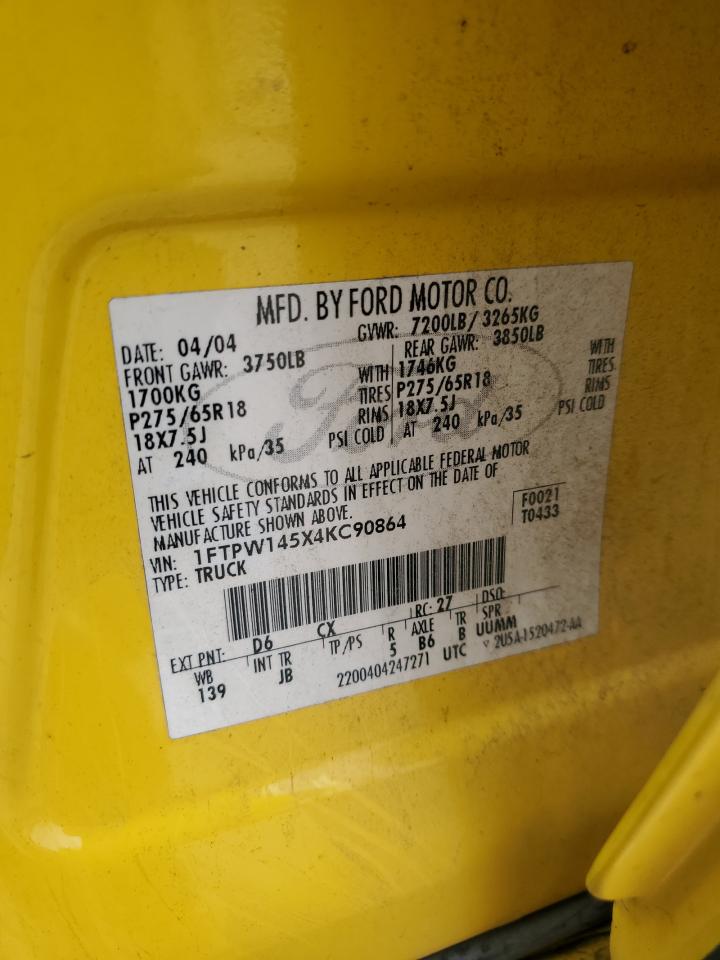 MFD. BY FORD MOTOR CO.
DATE: 04/04 GVWR: 7200LB/ 3265KG
FRONT GAWR: 3750LB REAR GAWR: 3850LB
1700KG WITH 1746KG WITH
P275/65R18 TIRES P275/65R18 TIRES
18X7.5J RIMS 18X7.5J RIMS
AT 240 kPa/35 PSI COLD AT 240 kPa/35 PSI COLD
Ford
THIS VEHICLE CONFORMS TO ALL APPLICABLE FEDERAL MOTOR
VEHICLE SAFETY STANDARDS IN EFFECT ON THE DATE OF
MANUFACTURE SHOWN ABOVE.
F0021
VIN: 1FTPW145X4KC90864 T0433
TYPE: TRUCK
EXT PNT: D6 CX RC: 27 DSO:
WB INT TR TP/PS R AXLE TR SPR
139 JB 5 B6 B UUMM
2200404247271 UTC 2U5A-1520472-AA